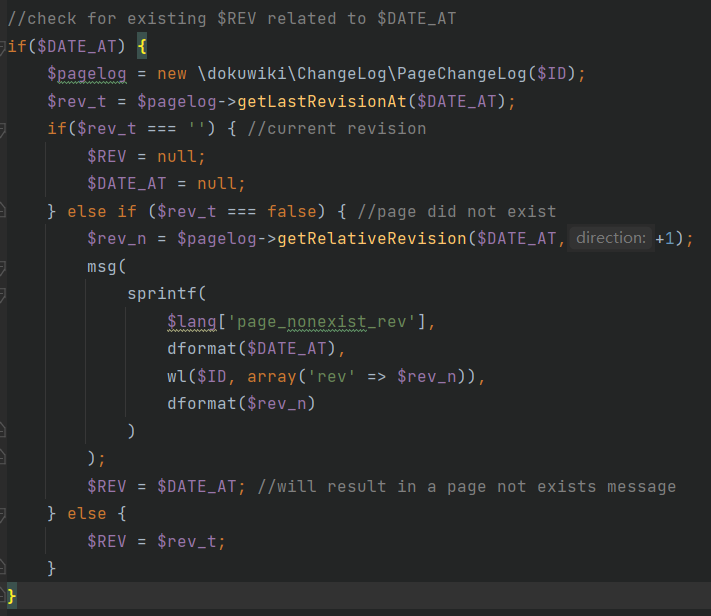 //check for existing $REV related to $DATE_AT
if($DATE_AT) {
    $pagelog = new \dokuwiki\ChangeLog\PageChangeLog($ID);
    $rev_t = $pagelog->getLastRevisionAt($DATE_AT);
    if($rev_t === '') { //current revision
        $REV = null;
        $DATE_AT = null;
    } else if ($rev_t === false) { //page did not exist
        $rev_n = $pagelog->getRelativeRevision($DATE_AT, direction: +1);
        msg(
            sprintf(
                $lang['page_nonexist_rev'],
                dformat($DATE_AT),
                wl($ID, array('rev' => $rev_n)),
                dformat($rev_n)
            )
        );
        $REV = $DATE_AT; //will result in a page not exists message
    } else {
        $REV = $rev_t;
    }
}